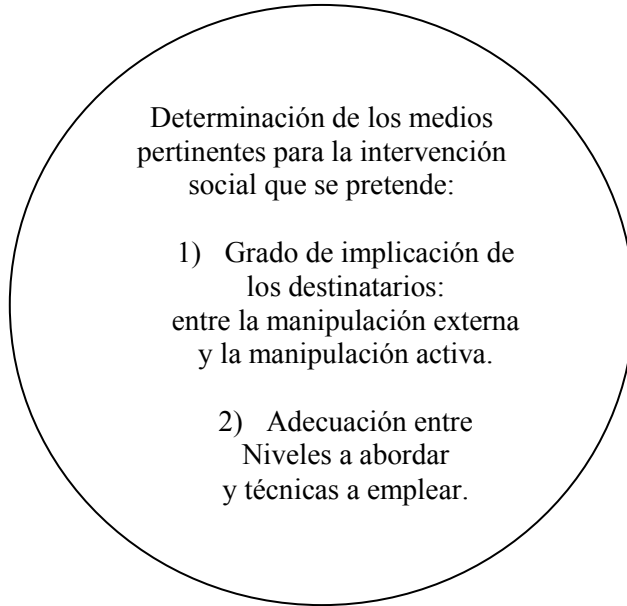 Determinación de los medios
pertinentes para la intervención
social que se pretende:
1) Grado de implicación de
los destinatarios:
entre la manipulación externa
y la manipulación activa.
2) Adecuación entre
Niveles a abordar
y técnicas a emplear.